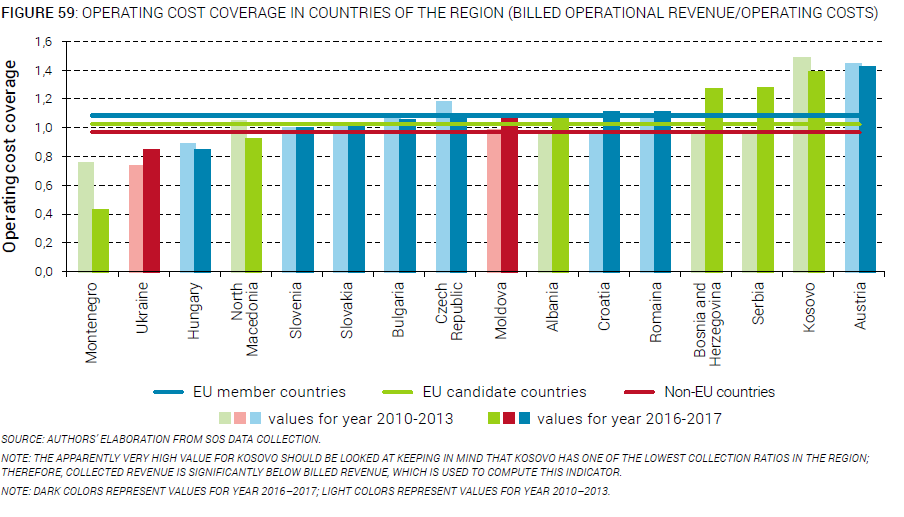 FIGURE 59: OPERATING COST COVERAGE IN COUNTRIES OF THE REGION (BILLED OPERATIONAL REVENUE/OPERATING COSTS)
Operating cost coverage
1,6
1,4
1,2
1,0
0,8
0,6
0,4
0,2
0,0
Montenegro
Ukraine
Hungary
North
Macedonia
Slovenia
Slovakia
Bulgaria
Czech
Republic
Moldova
Albania
Croatia
Romaina
Bosnia and
Herzegovina
Serbia
Kosovo
Austria
EU member countries
EU candidate countries
Non-EU countries
values for year 2010-2013
values for year 2016-2017
SOURCE: AUTHORS' ELABORATION FROM SOS DATA COLLECTION.
NOTE: THE APPARENTLY VERY HIGH VALUE FOR KOSOVO SHOULD BE LOOKED AT KEEPING IN MIND THAT KOSOVO HAS ONE OF THE LOWEST COLLECTION RATIOS IN THE REGION;
THEREFORE, COLLECTED REVENUE IS SIGNIFICANTLY BELOW BILLED REVENUE, WHICH IS USED TO COMPUTE THIS INDICATOR.
NOTE: DARK COLORS REPRESENT VALUES FOR YEAR 2016–2017; LIGHT COLORS REPRESENT VALUES FOR YEAR 2010–2013.